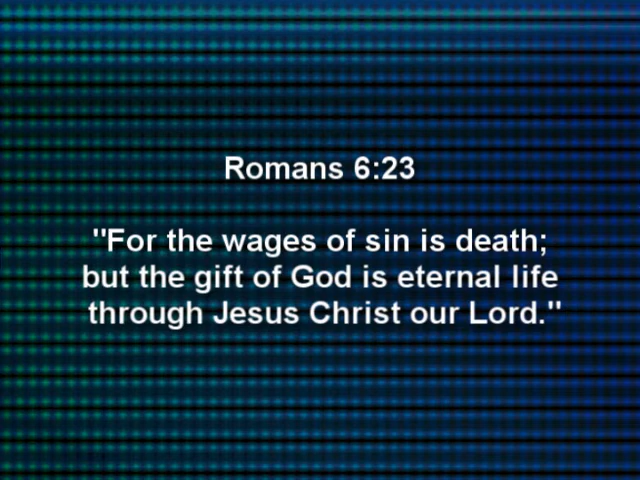 Romans 6:23
"For the wages of sin is death;
but the gift of God is eternal life
through Jesus Christ our Lord."